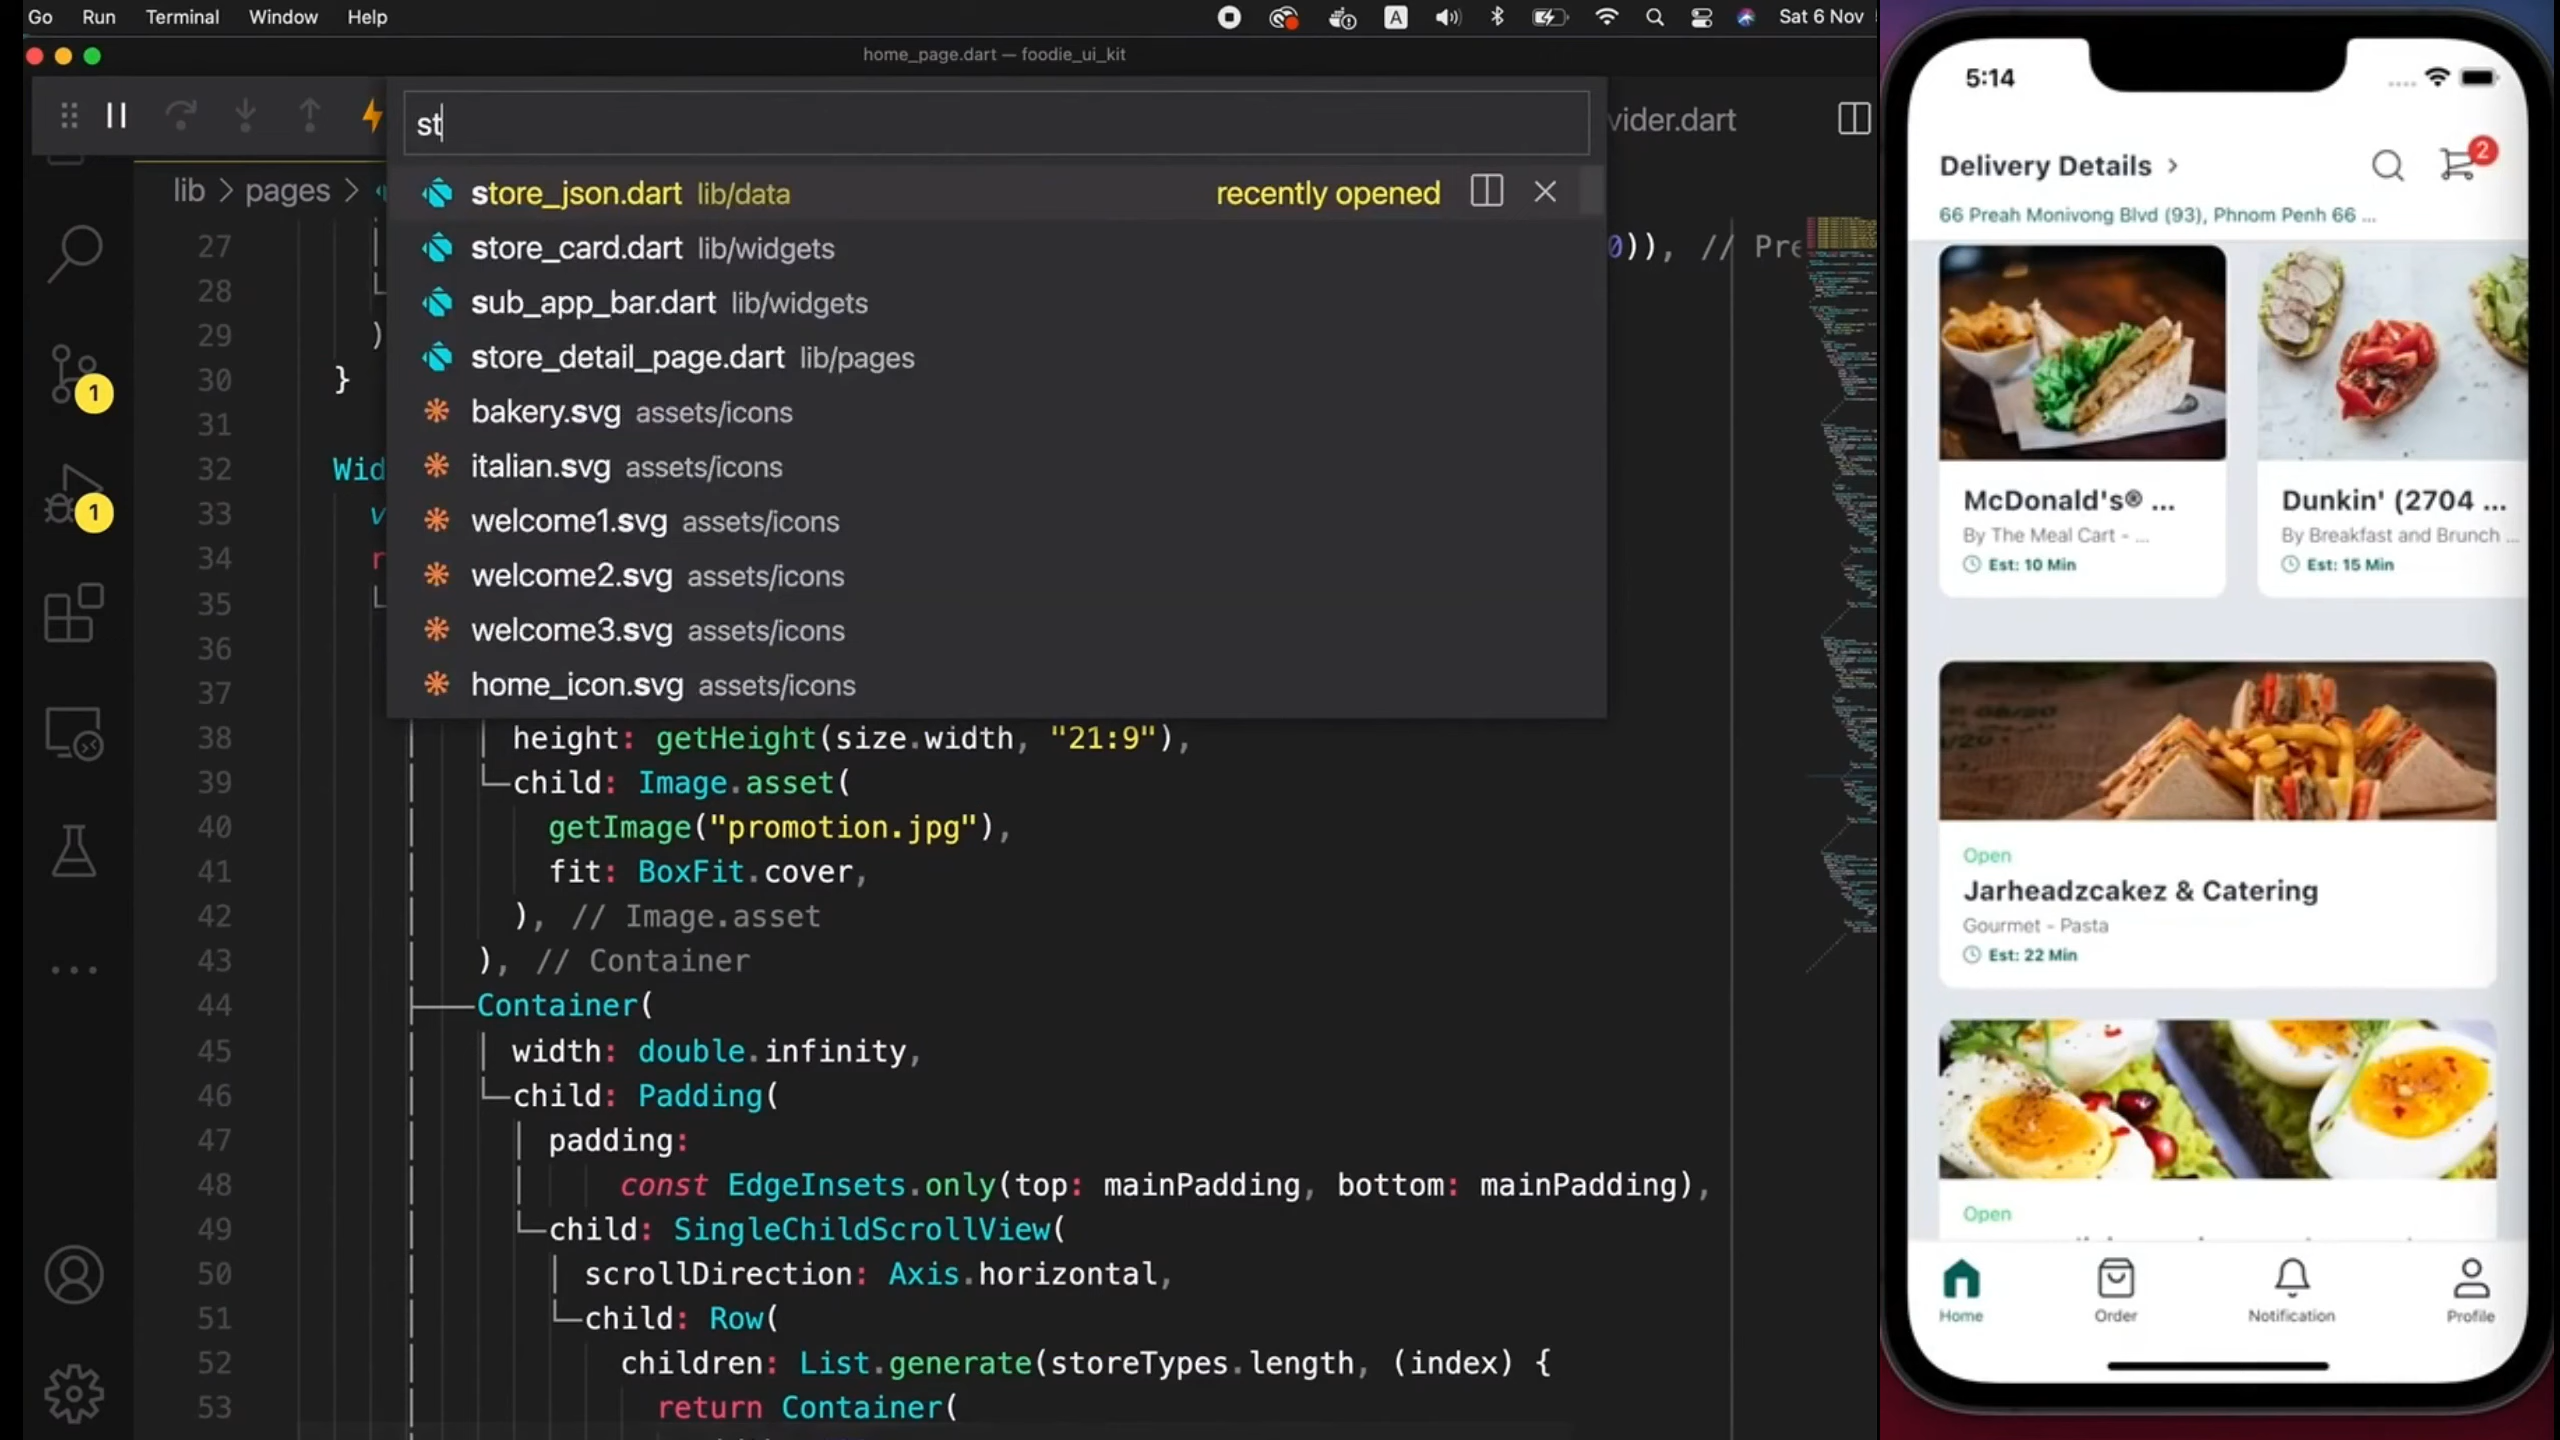 Go Run Terminal Window Help
A
Sat 6 Nov
home_page.dart — foodie_ui_kit
st
vider.dart
lib > pages >
store_json.dart lib/data recently opened
store_card.dart lib/widgets
sub_app_bar.dart lib/widgets
store_detail_page.dart lib/pages
bakery.svg assets/icons
italian.svg assets/icons
welcome1.svg assets/icons
welcome2.svg assets/icons
welcome3.svg assets/icons
home_icon.svg assets/icons
1
1
27 0)), // Pre
28
29 )
30 }
31
32 Wid
33 v
34 r
35
36
37
38 height: getHeight(size.width, "21:9"),
39 child: Image.asset(
40 getImage("promotion.jpg"),
41 fit: BoxFit.cover,
42 ), // Image.asset
43 ), // Container
44 Container(
45 width: double.infinity,
46 child: Padding(
47 padding:
48 const EdgeInsets.only(top: mainPadding, bottom: mainPadding),
49 child: SingleChildScrollView(
50 scrollDirection: Axis.horizontal,
51 child: Row(
52 children: List.generate(storeTypes.length, (index) {
53 return Container(
5:14
Delivery Details >
2
66 Preah Monivong Blvd (93), Phnom Penh 66 ...
McDonald's® ...
By The Meal Cart - ...
Est: 10 Min
Dunkin' (2704 ...
By Breakfast and Brunch ...
Est: 15 Min
Open
Jarheadzcakez & Catering
Gourmet - Pasta
Est: 22 Min
Open
Home Order Notification Profile